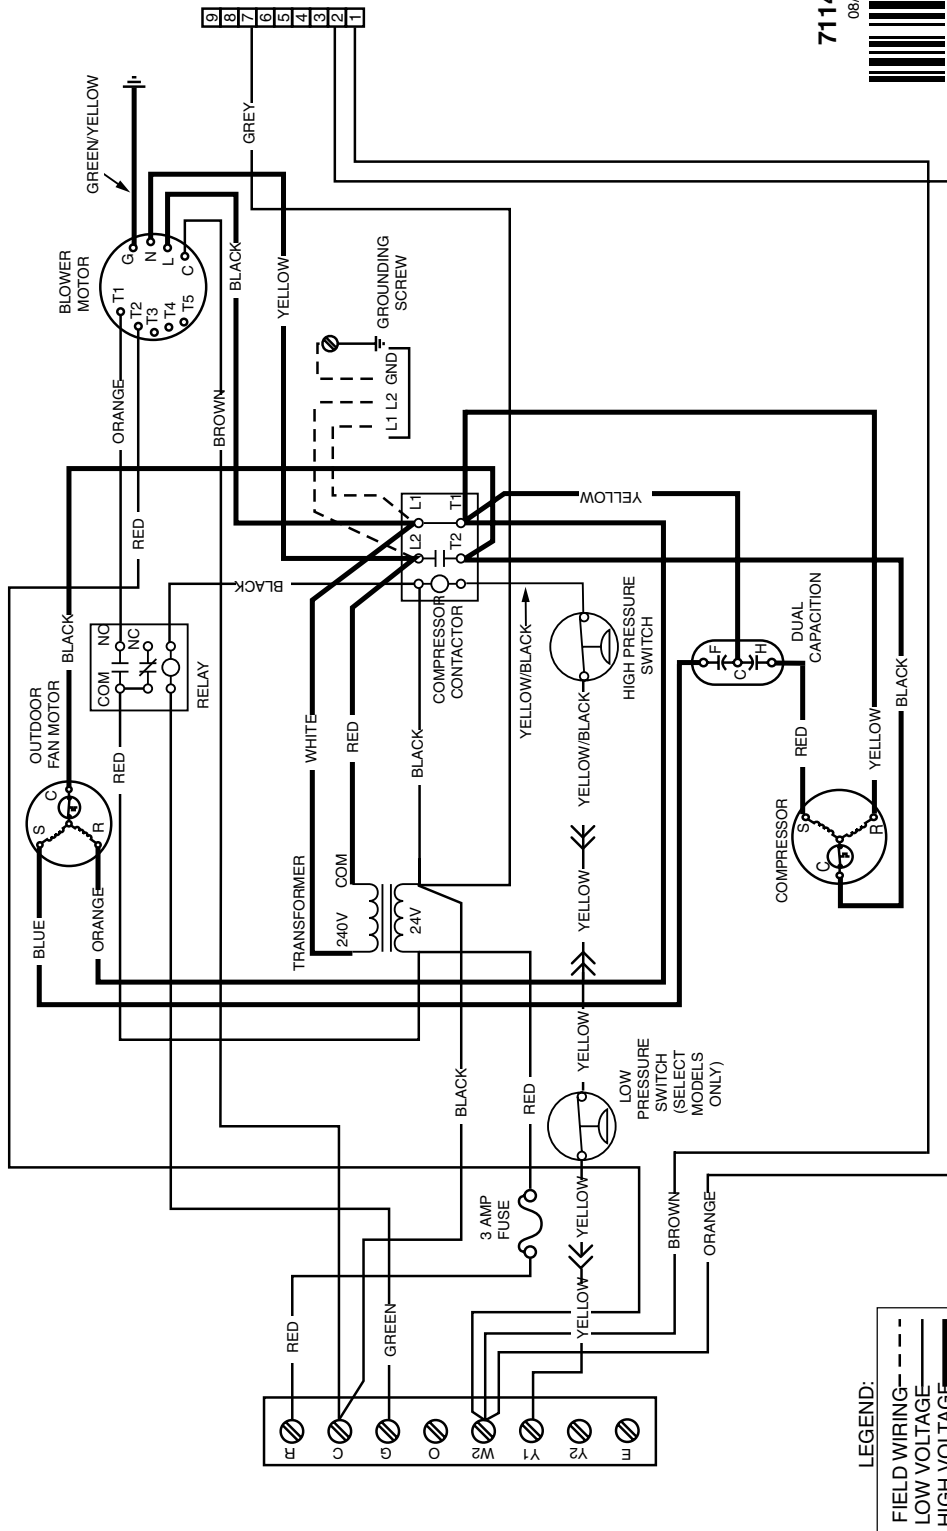 9
8
7
6
5
4
3
2
1
7114
08/
GREEN/YELLOW
GREY
BLOWER
MOTOR
G
N
L
C
T1
T2
T3
T4
T5
BLACK
YELLOW
GROUNDING
SCREW
L1 L2 GND
ORANGE
BROWN
RED
BLACK
L1
L2
T1
T2
YELLOW
COMPRESSOR
CONTACTOR
BLACK
NO
COM
NC
RELAY
OUTDOOR
FAN MOTOR
C
S
R
RED
WHITE
RED
BLACK
YELLOW/BLACK
HIGH PRESSURE
SWITCH
F
C
H
DUAL
CAPACITION
BLUE
ORANGE
TRANSFORMER
240V
COM
24V
YELLOW/BLACK
RED
YELLOW
BLACK
COMPRESSOR
S
C
R
YELLOW
YELLOW
BLACK
RED
LOW
PRESSURE
SWITCH
(SELECT
MODELS
ONLY)
3 AMP
FUSE
YELLOW
YELLOW
BROWN
ORANGE
RED
GREEN
R
C
G
O
W2
Y1
Y2
E
LEGEND:
FIELD WIRING
LOW VOLTAGE
HIGH VOLTAGE